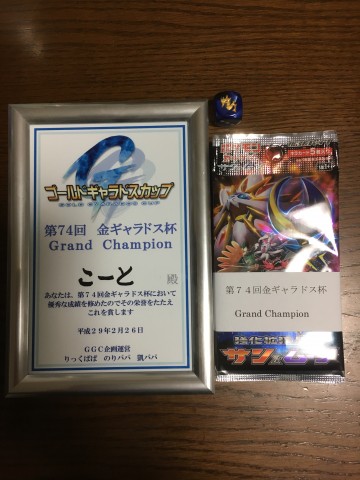 ゴールドギャラドスカップ
GOLD GYARADOS CUP
第74回 金ギャラドス杯
Grand Champion
こーと 殿
あなたは、第74回金ギャラドス杯において
優秀な成績を修めたのでその栄誉をたたえ
これを賞します
平成29年2月26日
GGC企画運営
りっくぱぱ のりパパ 凱パパ
第74回金ギャラドス杯
Grand Champion
強化拡張
サン&ムーン